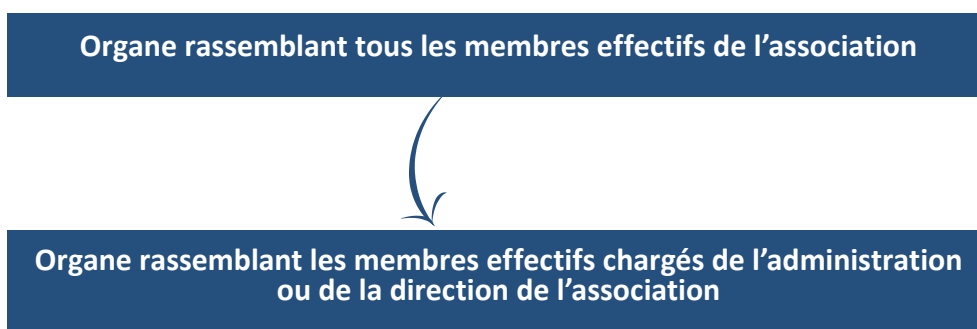 Organe rassemblant tous les membres effectifs de l’association
Organe rassemblant les membres effectifs chargés de l’administration
ou de la direction de l’association